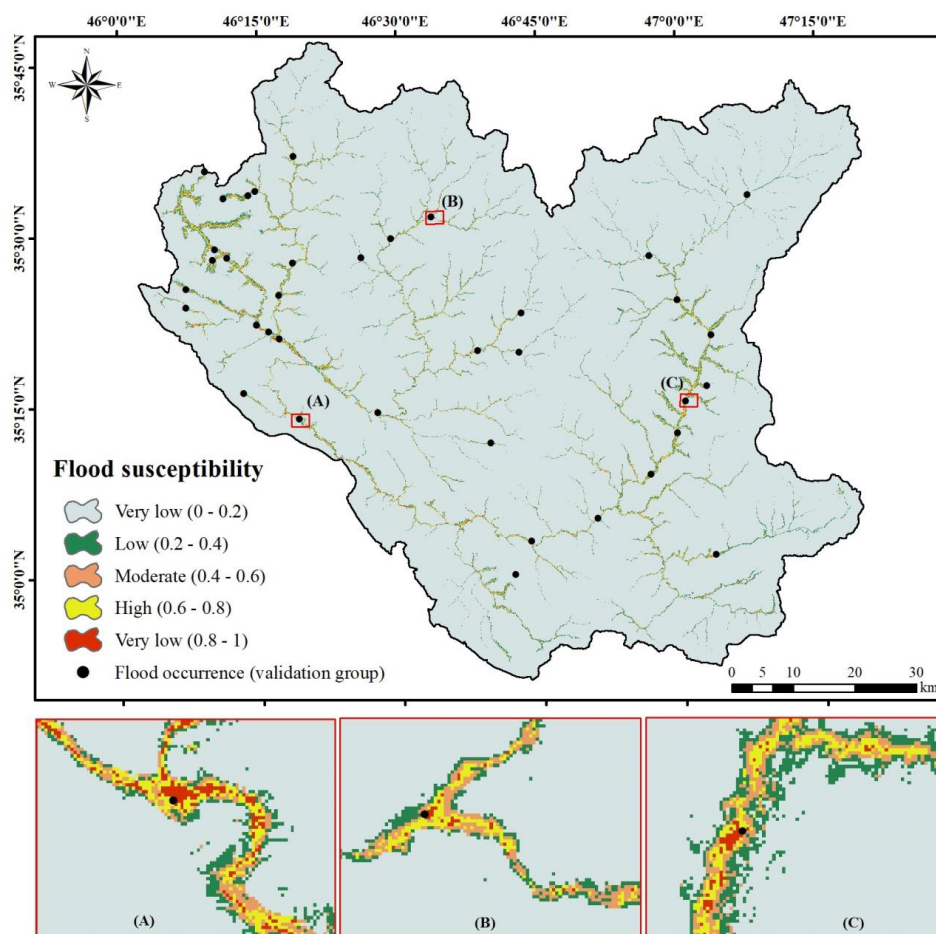 46°0'0"E 46°15'0"E 46°30'0"E 46°45'0"E 47°0'0"E 47°15'0"E
35°45'0"N
35°30'0"N
35°15'0"N
35°0'0"N
N
W E
S
(B)
(C)
(A)
Flood susceptibility
Very low (0 - 0.2)
Low (0.2 - 0.4)
Moderate (0.4 - 0.6)
High (0.6 - 0.8)
Very low (0.8 - 1)
Flood occurrence (validation group)
0 5 10 20 30
km
(A) (B) (C)